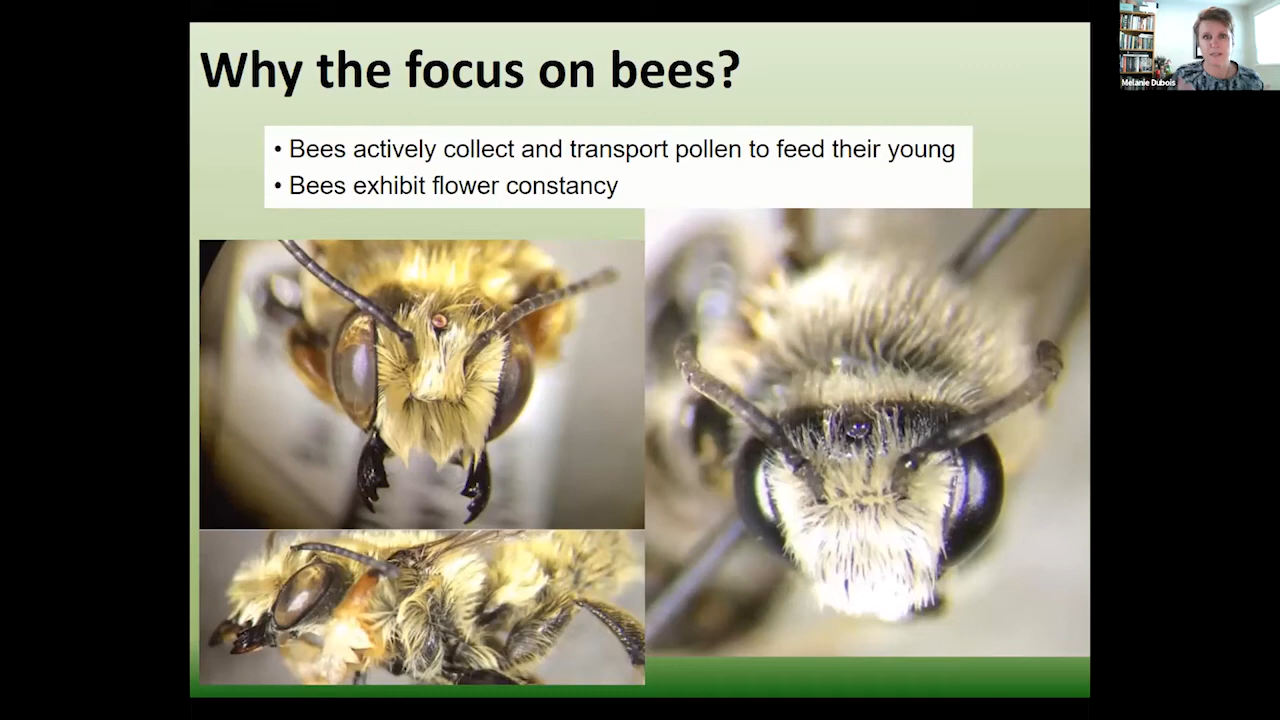 Why the focus on bees?
• Bees actively collect and transport pollen to feed their young
• Bees exhibit flower constancy
Melanie Dubois